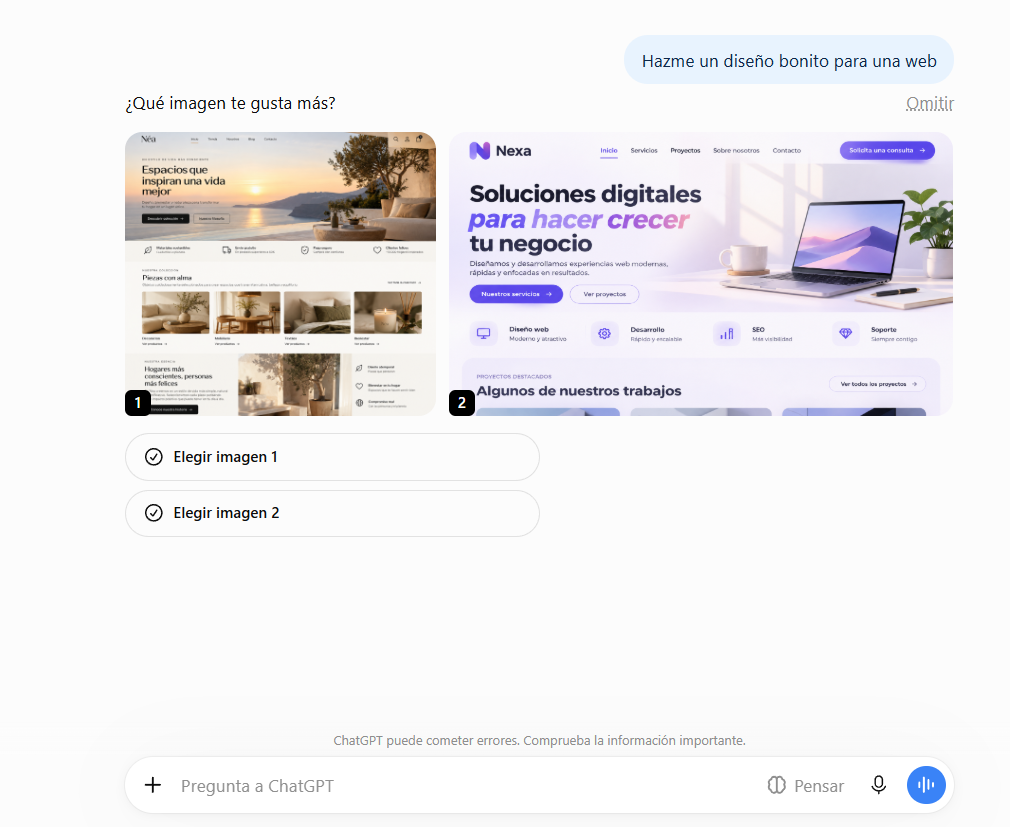 Hazme un diseño bonito para una web
¿Qué imagen te gusta más?
Omitir
Néa
Espacios que
inspiran una vida
mejor
Piezas con alma
Hogares más
conscientes, personas
más felices
1
Nexa
Inicio
Servicios
Proyectos
Sobre nosotros
Contacto
Solicita una consulta →
Soluciones digitales
para hacer crecer
tu negocio
Diseñamos y desarrollamos experiencias web modernas,
rápidas y enfocadas en resultados.
Nuestros servicios →
Ver proyectos
Diseño web
Moderno y atractivo
Desarrollo
Rápido y escalable
SEO
Más visibilidad
Soporte
Siempre contigo
PROYECTOS DESTACADOS
Algunos de nuestros trabajos
Ver todos los proyectos →
2
Elegir imagen 1
Elegir imagen 2
ChatGPT puede cometer errores. Comprueba la información importante.
Pregunta a ChatGPT
Pensar